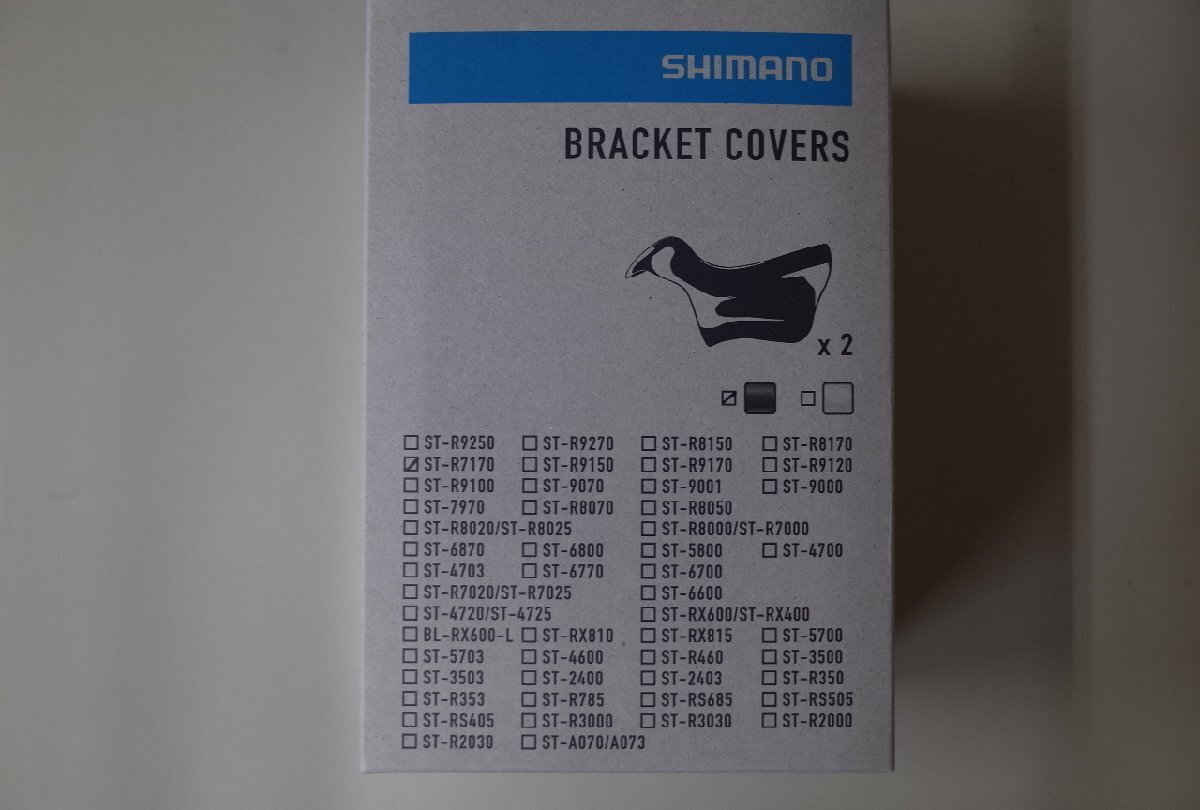 SHIMANO
BRACKET COVERS
x 2
ST-R9250 ST-R9270 ST-R8150 ST-R8170
ST-R7170 ST-R9150 ST-R9170 ST-R9120
ST-R9100 ST-9070 ST-9001 ST-9000
ST-7970 ST-R8070 ST-R8050
ST-R8020/ST-R8025 ST-R8000/ST-R7000
ST-6870 ST-6800 ST-5800 ST-4700
ST-4703 ST-6770 ST-6700
ST-R7020/ST-R7025 ST-6600
ST-4720/ST-4725 ST-RX600/ST-RX400
BL-RX600-L ST-RX810 ST-RX815 ST-5700
ST-5703 ST-4600 ST-R460 ST-3500
ST-3503 ST-2400 ST-2403 ST-R350
ST-R353 ST-R785 ST-RS685 ST-RS505
ST-RS405 ST-R3000 ST-R3030 ST-R2000
ST-R2030 ST-A070/A073